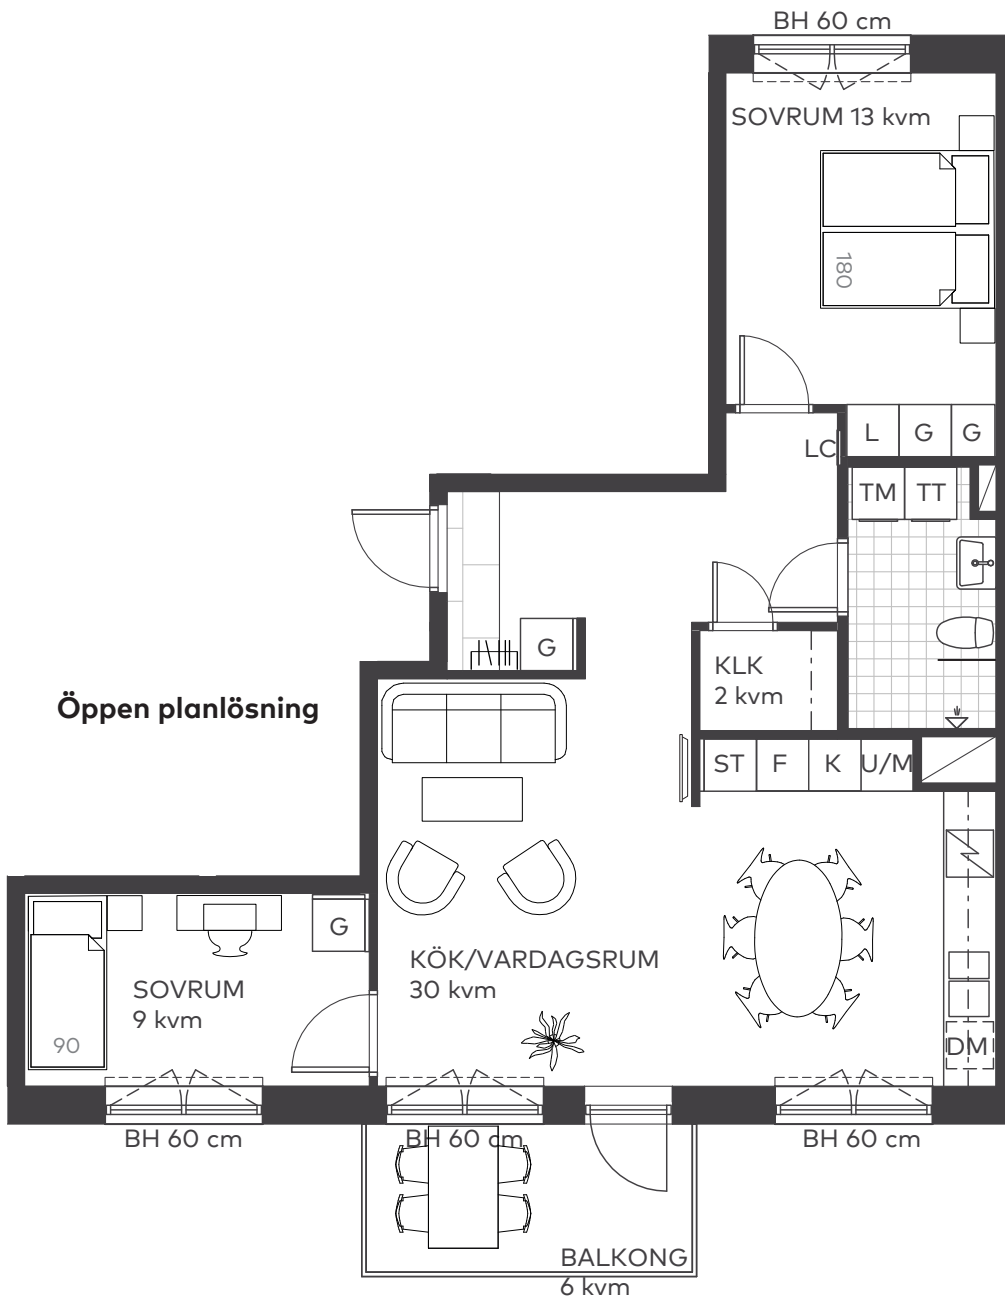 BH 60 cm
SOVRUM 13 kvm
180
L G G
LC
TM TT
G
KLK
2 kvm
Öppen planlösning
ST F K U/M
G
KÖK/VARDAGSRUM
30 kvm
SOVRUM
9 kvm
90
DM
BH 60 cm BH 60 cm BH 60 cm
BALKONG
6 kvm